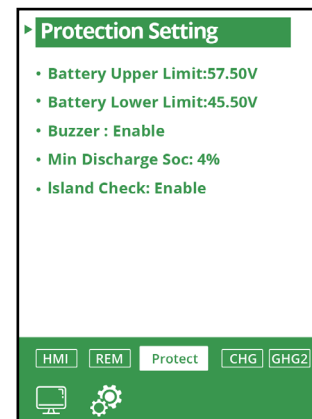 Protection Setting
• Battery Upper Limit:57.50V
• Battery Lower Limit:45.50V
• Buzzer : Enable
• Min Discharge Soc: 4%
• Island Check: Enable
HMI REM Protect CHG GHG2